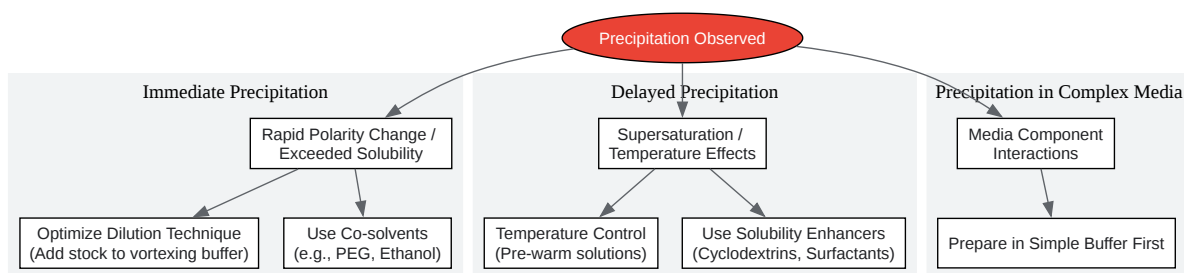 Precipitation Observed
Immediate Precipitation
Delayed Precipitation
Precipitation in Complex Media
Rapid Polarity Change /
Exceeded Solubility
Supersaturation /
Temperature Effects
Media Component
Interactions
Optimize Dilution Technique
(Add stock to vortexing buffer)
Use Co-solvents
(e.g., PEG, Ethanol)
Temperature Control
(Pre-warm solutions)
Use Solubility Enhancers
(Cyclodextrins, Surfactants)
Prepare in Simple Buffer First